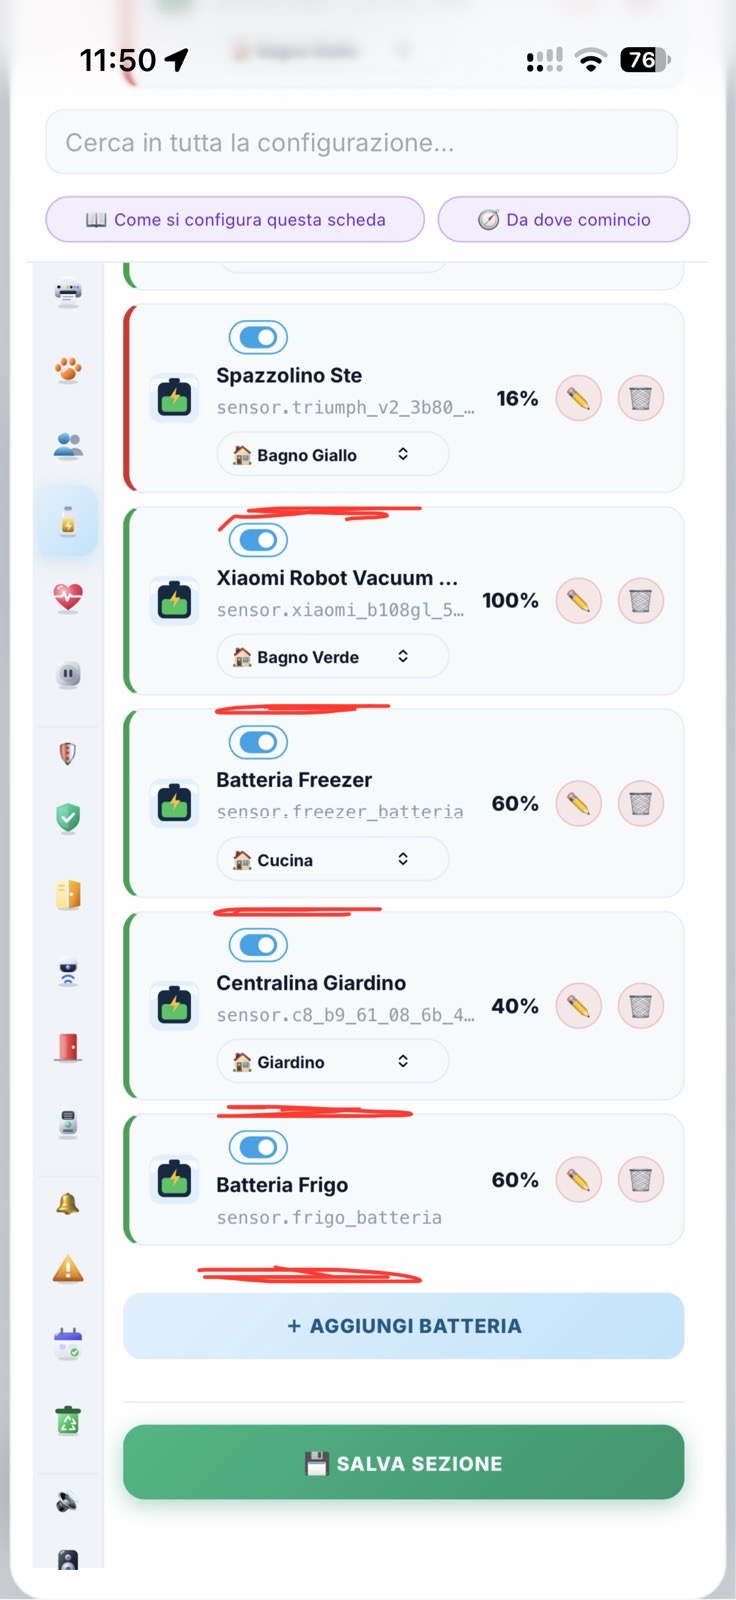 11:50
76
Cerca in tutta la configurazione...
Come si configura questa scheda
Da dove comincio
Spazzolino Ste
sensor.triumph_v2_3b80_…
16%
Bagno Giallo
Xiaomi Robot Vacuum …
sensor.xiaomi_b108gl_5…
100%
Bagno Verde
Batteria Freezer
sensor.freezer_batteria
60%
Cucina
Centralina Giardino
sensor.c8_b9_61_08_6b_4…
40%
Giardino
Batteria Frigo
sensor.frigo_batteria
60%
+ AGGIUNGI BATTERIA
SALVA SEZIONE